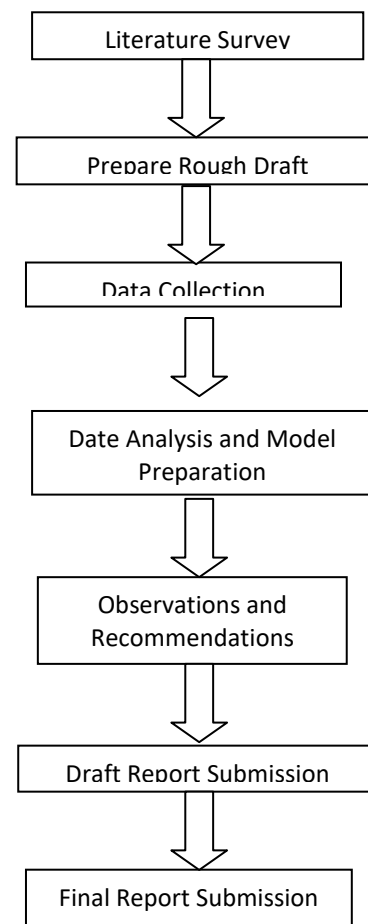 Literature Survey
Prepare Rough Draft
Data Collection
Date Analysis and Model
Preparation
Observations and
Recommendations
Draft Report Submission
Final Report Submission